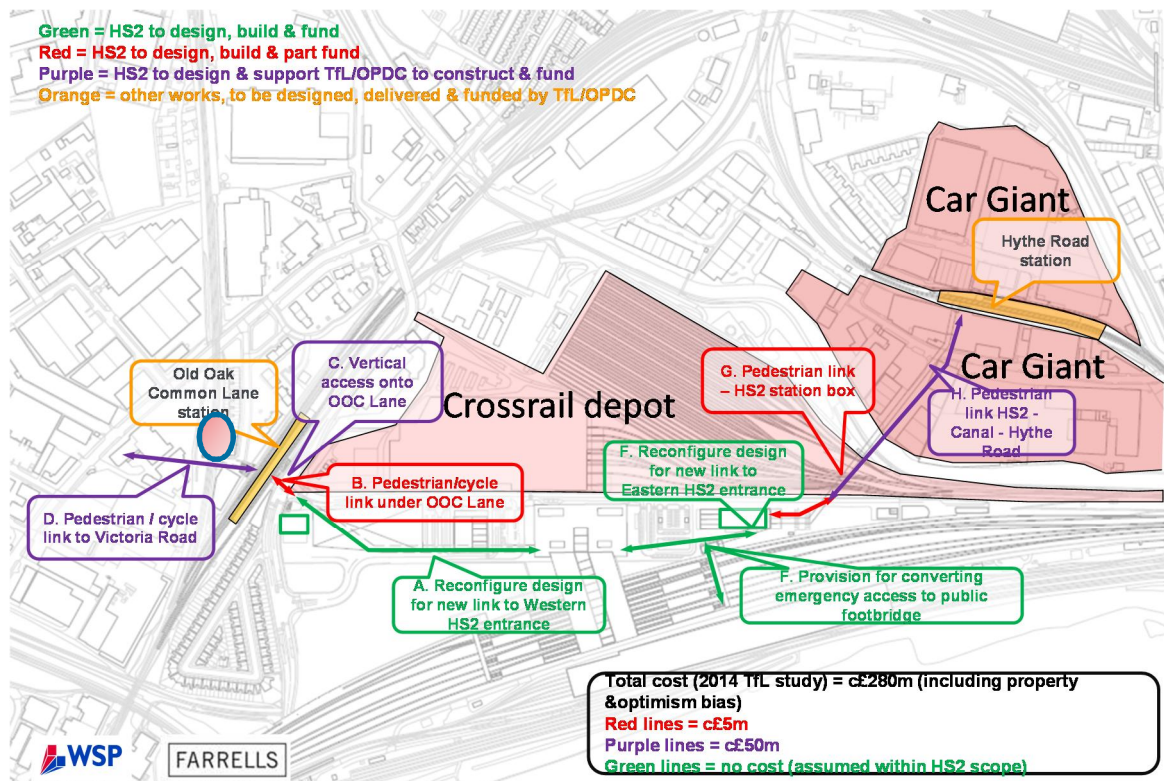 Green = HS2 to design, build & fund
Red = HS2 to design, build & part fund
Purple = HS2 to design & support TfL/OPDC to construct & fund
Orange = other works, to be designed, delivered & funded by TfL/OPDC
Car Giant
Hythe Road
station
Car Giant
Old Oak
Common Lane
station
C. Vertical
access onto
OOC Lane
Crossrail depot
G. Pedestrian link
– HS2 station box
H. Pedestrian
link HS2 -
Canal - Hythe
Road
F. Reconfigure design
for new link to
Eastern HS2 entrance
B. Pedestrian/cycle
link under OOC Lane
D. Pedestrian / cycle
link to Victoria Road
A. Reconfigure design
for new link to Western
HS2 entrance
F. Provision for converting
emergency access to public
footbridge
Total cost (2014 TfL study) = c£280m (including property
&optimism bias)
Red lines = c£5m
Purple lines = c£50m
Green lines = no cost (assumed within HS2 scope)
WSP
FARRELLS